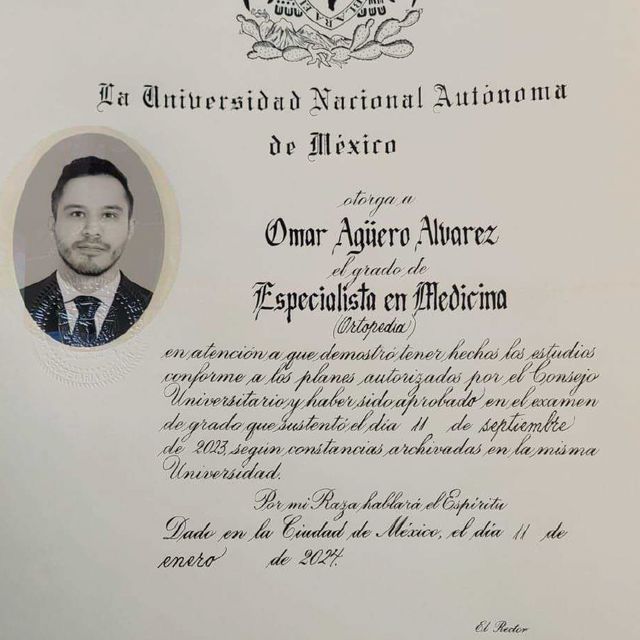 La Universidad Nacional Autónoma
de México
otorga a
Omar Agüero Alvarez
el grado de
Especialista en Medicina
(Ortopedia)
en atención a que demostró tener hechos los estudios
conforme a los planes autorizados por el Consejo
Universitario y haber sido aprobado en el examen
de grado que sustentó el día 11 de septiembre
de 2023, según constancias archivadas en la misma
Universidad.
Por mi Raza hablará el Espíritu
Dado en la Ciudad de México, el día 11 de
enero de 2024.
El Rector